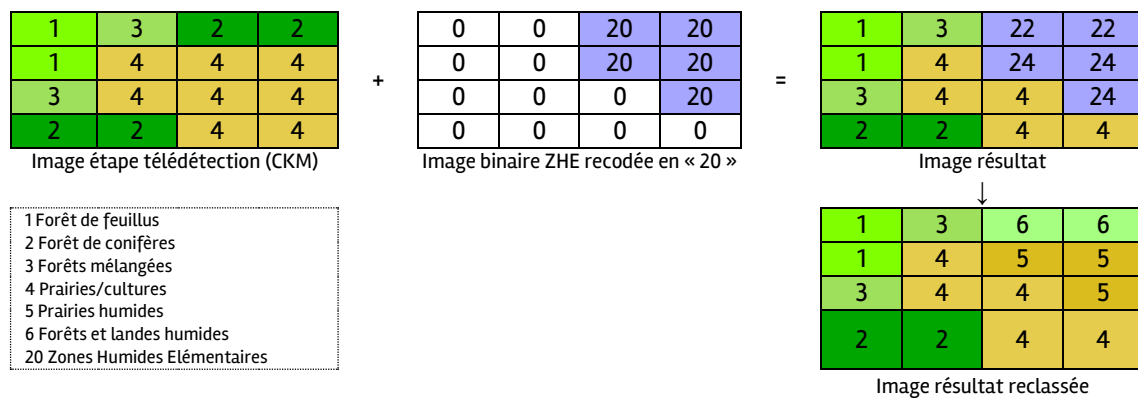 1 3 2 2
1 4 4 4
3 4 4 4
2 2 4 4
Image étape télédétection (CKM)
+
0 0 20 20
0 0 20 20
0 0 0 20
0 0 0 0
Image binaire ZHE recodée en « 20 »
=
1 3 22 22
1 4 24 24
3 4 4 24
2 2 4 4
Image résultat
↓
1 Forêt de feuillus
2 Forêt de conifères
3 Forêts mélangées
4 Prairies/cultures
5 Prairies humides
6 Forêts et landes humides
20 Zones Humides Elémentaires
1 3 6 6
1 4 5 5
3 4 4 5
2 2 4 4
Image résultat reclassée